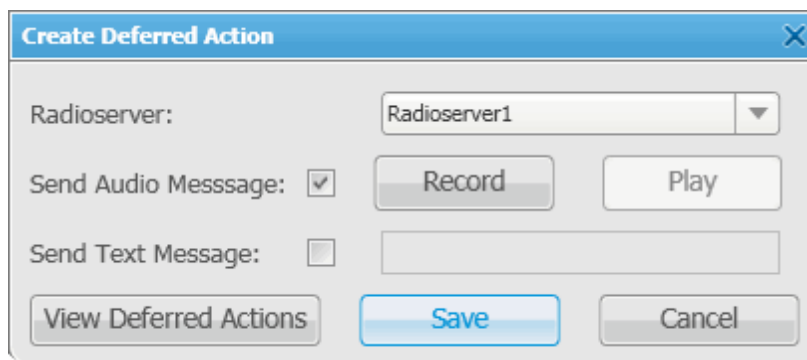 Create Deferred Action
Radioserver: Radioserver1
Send Audio Messsage: Record Play
Send Text Message:
View Deferred Actions Save Cancel